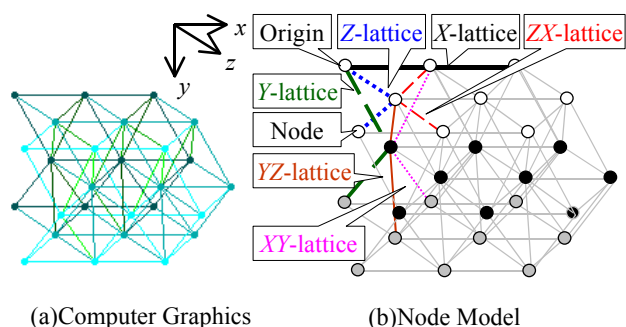 x
z
y
Origin
Z-lattice
X-lattice
ZX-lattice
Y-lattice
Node
YZ-lattice
XY-lattice
(a)Computer Graphics
(b)Node Model